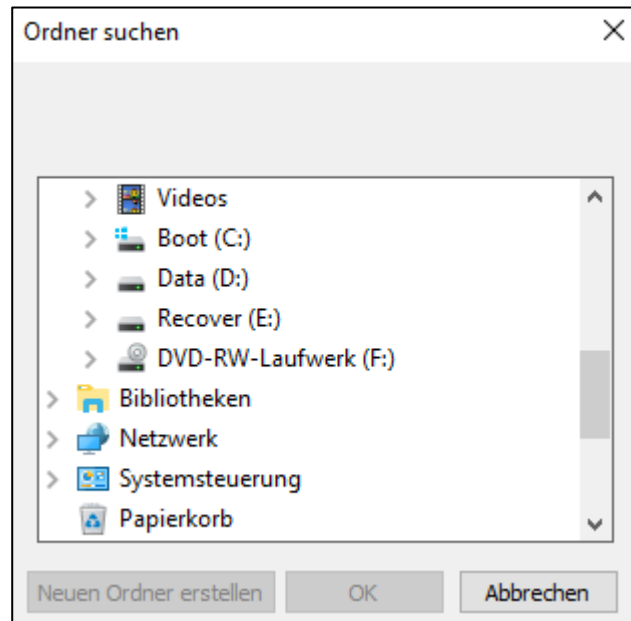 Ordner suchen
Videos
Boot (C:)
Data (D:)
Recover (E:)
DVD-RW-Laufwerk (F:)
Bibliotheken
Netzwerk
Systemsteuerung
Papierkorb
Neuen Ordner erstellen OK Abbrechen